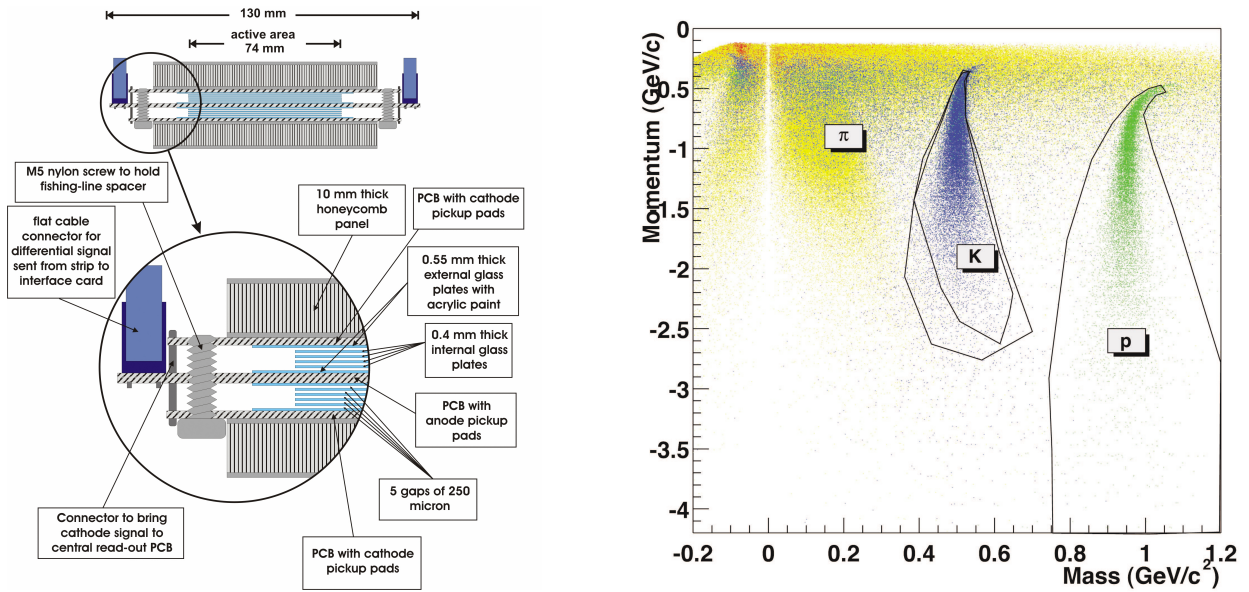 130 mm
active area
74 mm
M5 nylon screw to hold
fishing-line spacer
flat cable
connector for
differential signal
sent from strip to
interface card
10 mm thick
honeycomb
panel
PCB with cathode
pickup pads
0.55 mm thick
external glass
plates with
acrylic paint
0.4 mm thick
internal glass
plates
PCB with
anode pickup
pads
5 gaps of 250
micron
Connector to bring
cathode signal to
central read-out PCB
PCB with cathode
pickup pads
Momentum (GeV/c)
0
-0.5
-1
-1.5
-2
-2.5
-3
-3.5
-4
π
K
p
-0.2 0 0.2 0.4 0.6 0.8 1 1.2
Mass (GeV/c²)